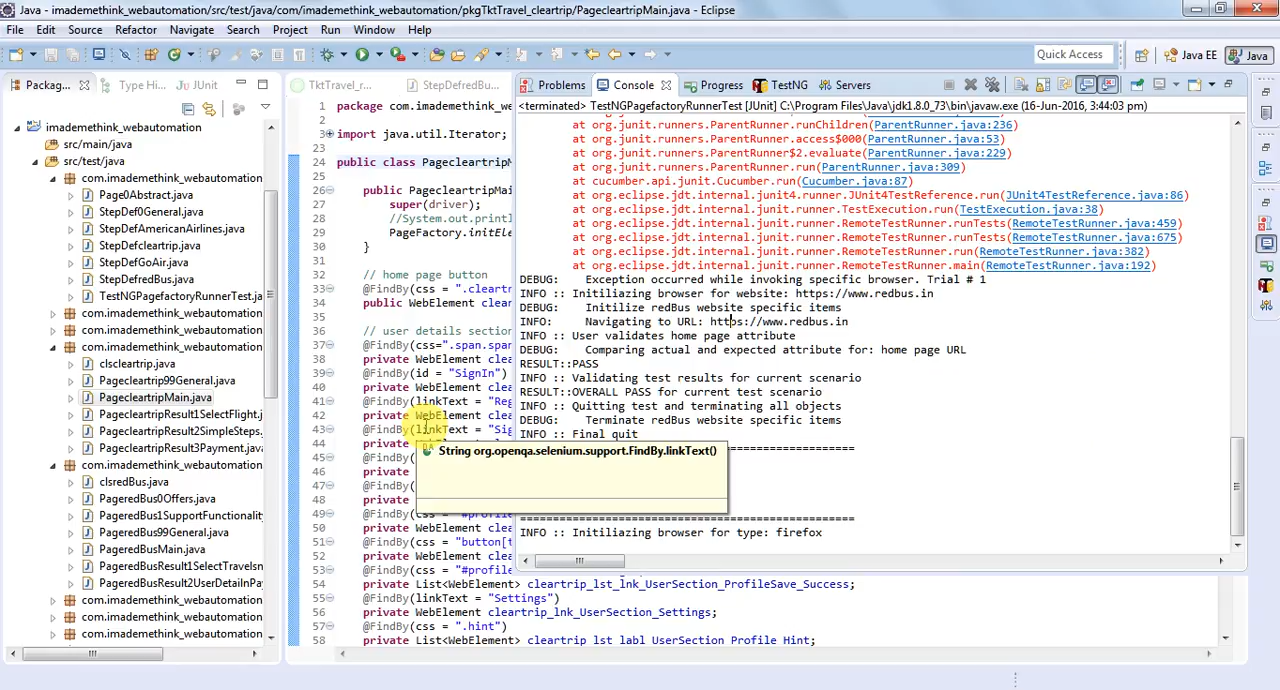 Java - imademethink_webautomation/src/test/java/com/imademethink_webautomation/pkgTktTravel_cleartrip/PagecleartripMain.java - Eclipse
File Edit Source Refactor Navigate Search Project Run Window Help
Quick Access Java EE Java
Packag... Type Hi... JUnit
imademethink_webautomation
src/main/java
src/test/java
com.imademethink_webautomation
Page0Abstract.java
StepDef0General.java
StepDefAmericanAirlines.java
StepDefcleartrip.java
StepDefGoAir.java
StepDefredBus.java
TestNGPagefactoryRunnerTest.ja
com.imademethink_webautomation
com.imademethink_webautomation
com.imademethink_webautomation
clscleartrip.java
Pagecleartrip99General.java
PagecleartripMain.java
PagecleartripResult1SelectFlight.j
PagecleartripResult2SimpleSteps.
PagecleartripResult3Payment.java
com.imademethink_webautomation
clsredBus.java
PageredBus0Offers.java
PageredBus1SupportFunctionality
PageredBus99General.java
PageredBusMain.java
PageredBusResult1SelectTravelsn
PageredBusResult2UserDetailnPa
com.imademethink_webautomation
com.imademethink_webautomation
com.imademethink_webautomation
TktTravel_r... StepDefredBu...
1 package com.imademethink_we
2
3 import java.util.Iterator;
24 public class PagecleartripM
25
26 public PagecleartripMai
27 super(driver);
28 //System.out.printl
29 PageFactory.initEle
30 }
31
32 // home page button
33 @FindBy(css = ".cleartr
34 public WebElement clear
35
36 // user details section
37 @FindBy(css=".span.span
38 private WebElement clea
39 @FindBy(id = "SignIn")
40 private WebElement clea
41 @FindBy(linkText = "Reg
42 private WebElement clea
43 @FindBy(linkText = "Sig
44 private
45 @FindBy(
46 private
47 @FindBy(
48 private
49 @FindBy(css = "#profile
50 private WebElement clea
51 @FindBy(css = "button[t
52 private WebElement clea
53 @FindBy(css = "#profile
54 private List<WebElement> cleartrip_lst_lnk_UserSection_ProfileSave_Success;
55 @FindBy(linkText = "Settings")
56 private WebElement cleartrip_lnk_UserSection_Settings;
57 @FindBy(css = ".hint")
58 private List<WebElement> cleartrip_lst_labl_UserSection_Profile_Hint;
String org.openqa.selenium.support.FindBy.linkText()
Problems Console Progress TestNG Servers
<terminated> TestNGPagefactoryRunnerTest [JUnit] C:\Program Files\Java\jdk1.8.0_73\bin\javaw.exe (16-Jun-2016, 3:44:03 pm)
at org.junit.runners.ParentRunner.runChildren(ParentRunner.java:236)
at org.junit.runners.ParentRunner.access$000(ParentRunner.java:53)
at org.junit.runners.ParentRunner$2.evaluate(ParentRunner.java:229)
at org.junit.runners.ParentRunner.run(ParentRunner.java:309)
at cucumber.api.junit.Cucumber.run(Cucumber.java:87)
at org.eclipse.jdt.internal.junit4.runner.JUnit4TestReference.run(JUnit4TestReference.java:86)
at org.eclipse.jdt.internal.junit.runner.TestExecution.run(TestExecution.java:38)
at org.eclipse.jdt.internal.junit.runner.RemoteTestRunner.runTests(RemoteTestRunner.java:459)
at org.eclipse.jdt.internal.junit.runner.RemoteTestRunner.runTests(RemoteTestRunner.java:675)
at org.eclipse.jdt.internal.junit.runner.RemoteTestRunner.run(RemoteTestRunner.java:382)
at org.eclipse.jdt.internal.junit.runner.RemoteTestRunner.main(RemoteTestRunner.java:192)
DEBUG: Exception occurred while invoking specific browser. Trial # 1
INFO :: Initiliazing browser for website: https://www.redbus.in
DEBUG: Initilize redBus website specific items
INFO: Navigating to URL: https://www.redbus.in
INFO :: User validates home page attribute
DEBUG: Comparing actual and expected attribute for: home page URL
RESULT::PASS
INFO :: Validating test results for current scenario
RESULT::OVERALL PASS for current test scenario
INFO :: Quitting test and terminating all objects
DEBUG: Terminate redBus website specific items
INFO :: Final quit
INFO :: Initiliazing browser for type: firefox